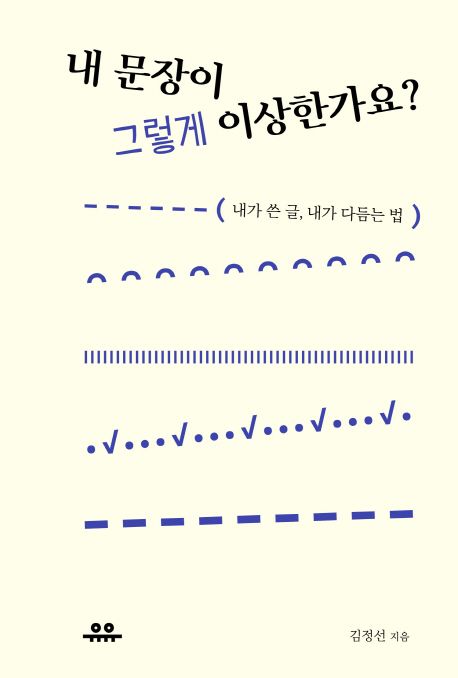 내 문장이
그렇게 이상한가요?
( 내가 쓴 글, 내가 다듬는 법 )
유유
김정선 지음